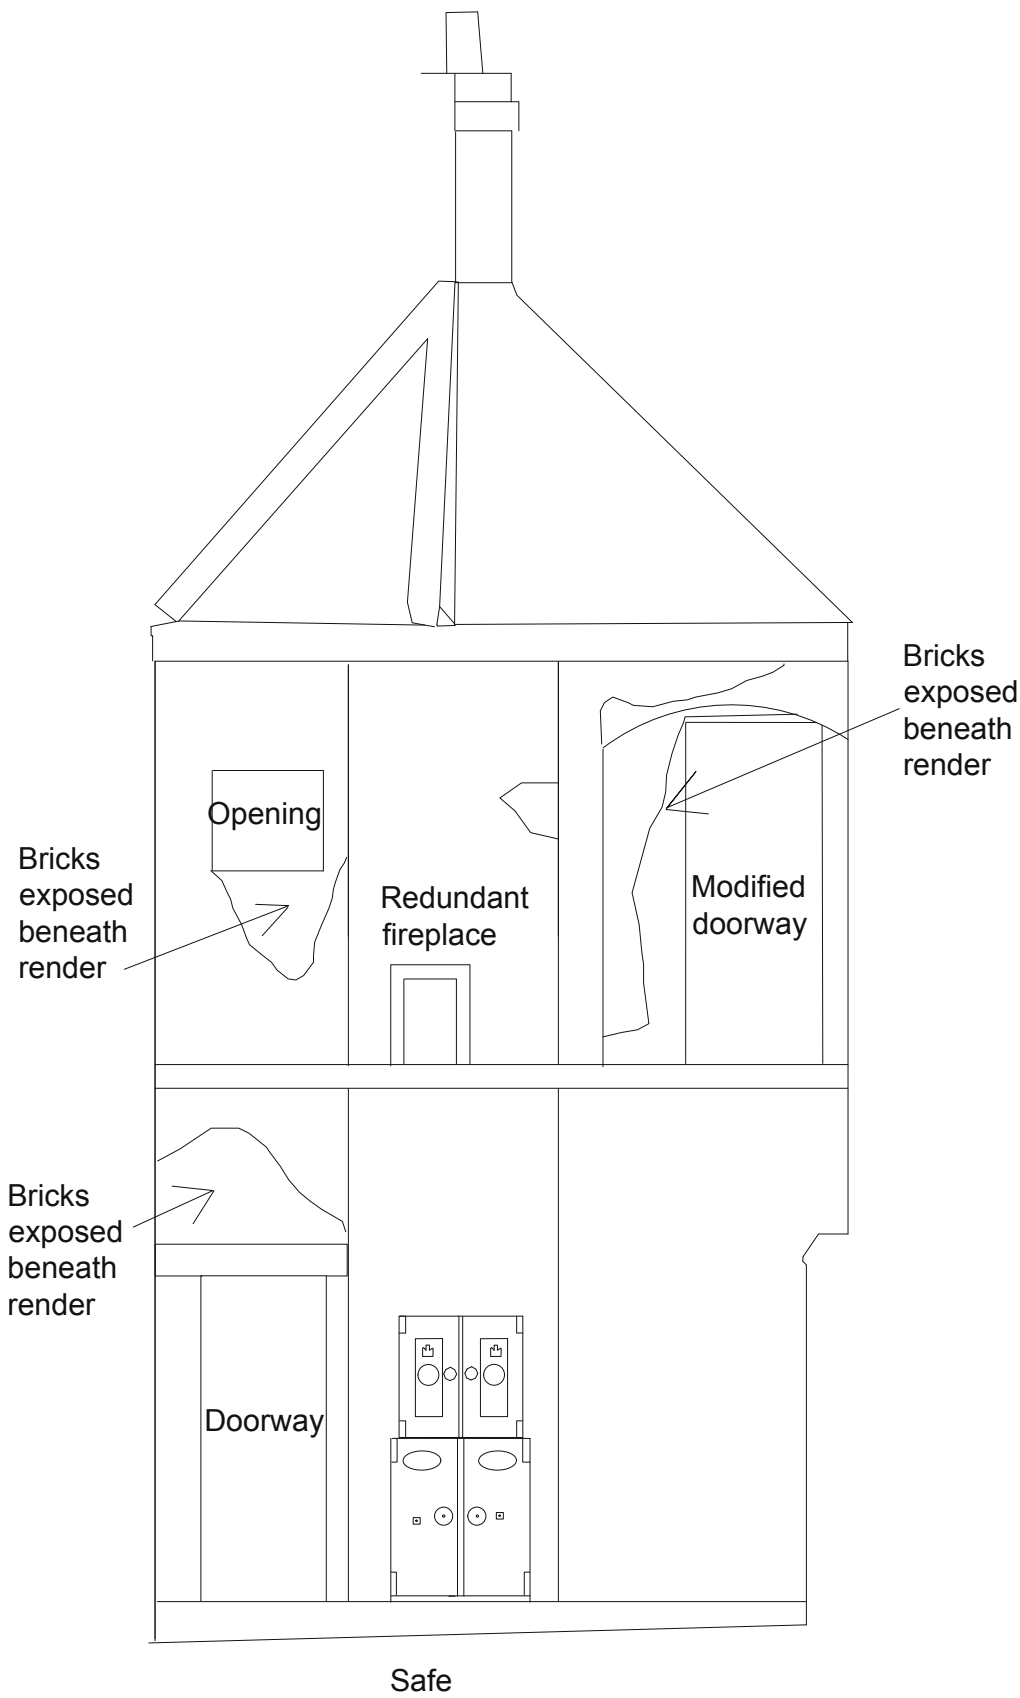 Bricks
exposed
beneath
render
Opening
Bricks
exposed
beneath
render
Redundant
fireplace
Modified
doorway
Bricks
exposed
beneath
render
Doorway
Safe